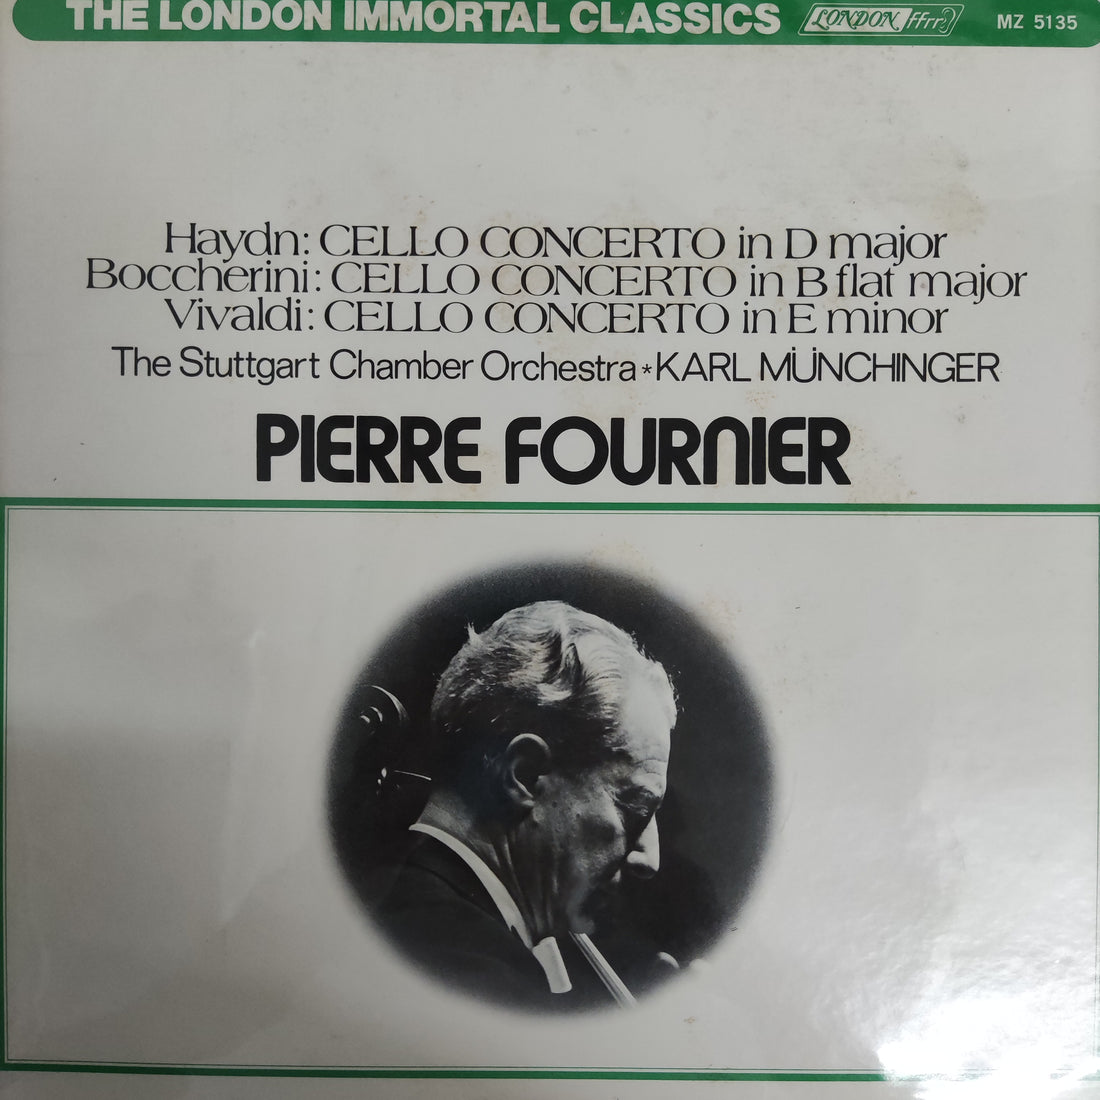 THE LONDON IMMORTAL CLASSICS LONDON ffrr MZ 5135
Haydn: CELLO CONCERTO in D major
Boccherini: CELLO CONCERTO in B flat major
Vivaldi: CELLO CONCERTO in E minor
The Stuttgart Chamber Orchestra * KARL MÜNCHINGER
PIERRE FOURNIER